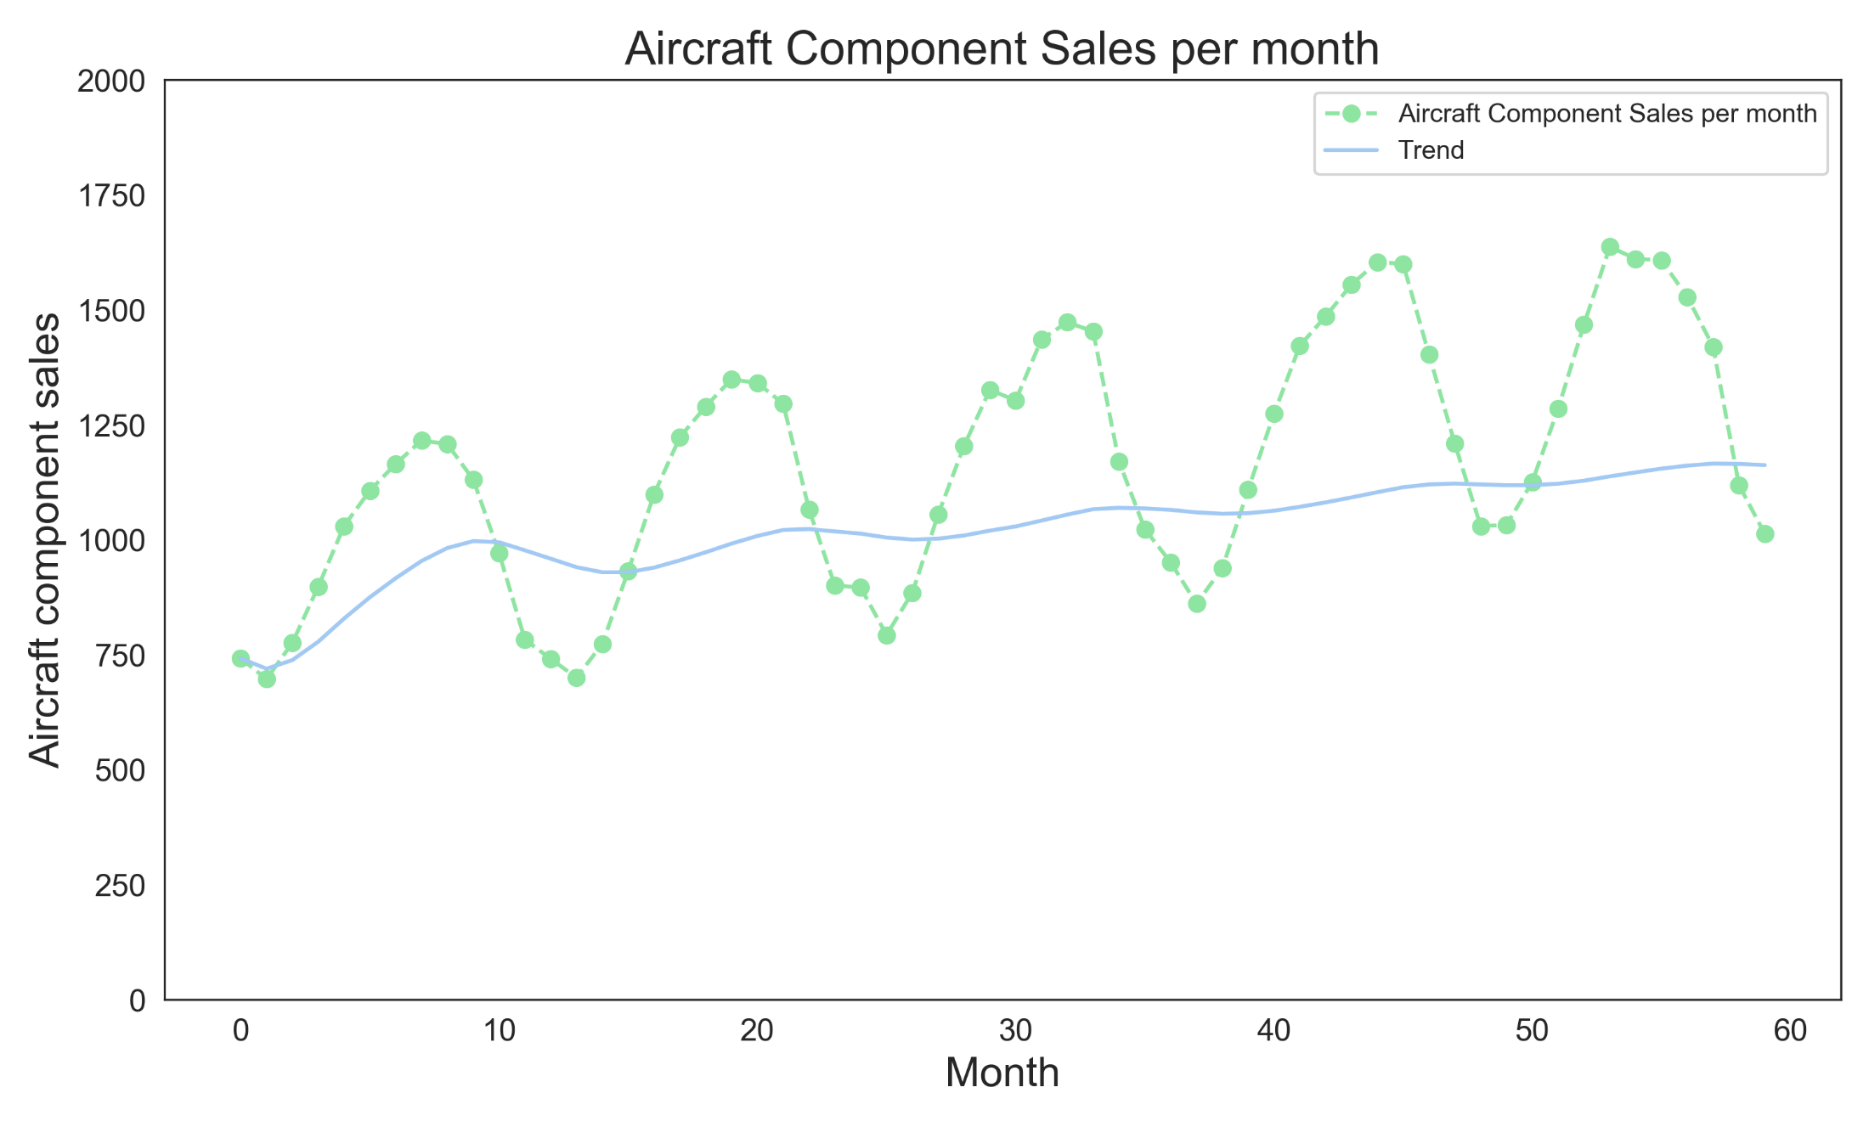 Aircraft Component Sales per month
2000
1750
1500
1250
1000
750
500
250
0
Aircraft component sales
Aircraft Component Sales per month
Trend
0 10 20 30 40 50 60
Month